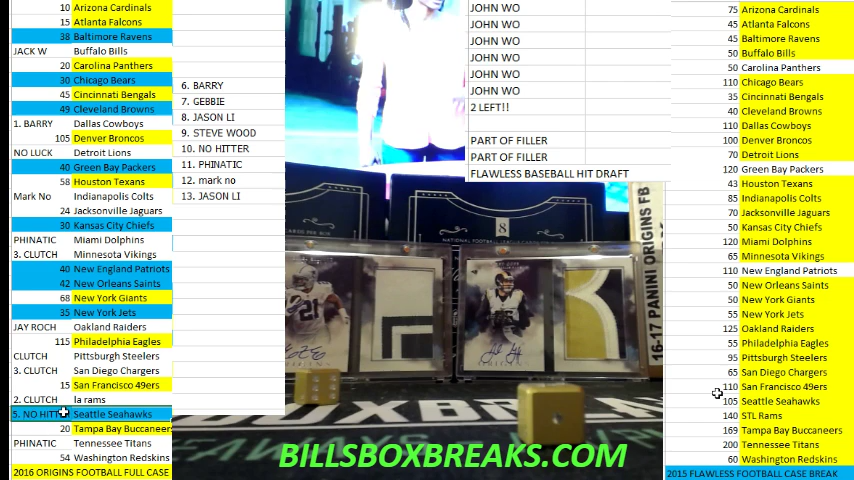 10 Arizona Cardinals
15 Atlanta Falcons
38 Baltimore Ravens
JACK W Buffalo Bills
20 Carolina Panthers
30 Chicago Bears
45 Cincinnati Bengals
49 Cleveland Browns
1. BARRY Dallas Cowboys
105 Denver Broncos
NO LUCK Detroit Lions
40 Green Bay Packers
58 Houston Texans
Mark No Indianapolis Colts
24 Jacksonville Jaguars
30 Kansas City Chiefs
PHINATIC Miami Dolphins
3. CLUTCH Minnesota Vikings
40 New England Patriots
42 New Orleans Saints
68 New York Giants
35 New York Jets
JAY ROCH Oakland Raiders
115 Philadelphia Eagles
CLUTCH Pittsburgh Steelers
3. CLUTCH San Diego Chargers
15 San Francisco 49ers
2. CLUTCH la rams
5. NO HITT Seattle Seahawks
20 Tampa Bay Buccaneers
PHINATIC Tennessee Titans
54 Washington Redskins
2016 ORIGINS FOOTBALL FULL CASE
6. BARRY
7. GEBBIE
8. JASON LI
9. STEVE WOOD
10. NO HITTER
11. PHINATIC
12. mark no
13. JASON LI
JOHN WO
JOHN WO
JOHN WO
JOHN WO
JOHN WO
JOHN WO
2 LEFT!!
PART OF FILLER
PART OF FILLER
FLAWLESS BASEBALL HIT DRAFT
8
16-17 PANINI ORIGINS FB
21
BILLSBOXBREAKS.COM
75 Arizona Cardinals
45 Atlanta Falcons
45 Baltimore Ravens
50 Buffalo Bills
50 Carolina Panthers
110 Chicago Bears
35 Cincinnati Bengals
40 Cleveland Browns
110 Dallas Cowboys
100 Denver Broncos
70 Detroit Lions
120 Green Bay Packers
43 Houston Texans
85 Indianapolis Colts
70 Jacksonville Jaguars
50 Kansas City Chiefs
120 Miami Dolphins
65 Minnesota Vikings
110 New England Patriots
50 New Orleans Saints
50 New York Giants
55 New York Jets
125 Oakland Raiders
55 Philadelphia Eagles
95 Pittsburgh Steelers
65 San Diego Chargers
110 San Francisco 49ers
105 Seattle Seahawks
140 STL Rams
169 Tampa Bay Buccaneers
200 Tennessee Titans
60 Washington Redskins
2015 FLAWLESS FOOTBALL CASE BREAK